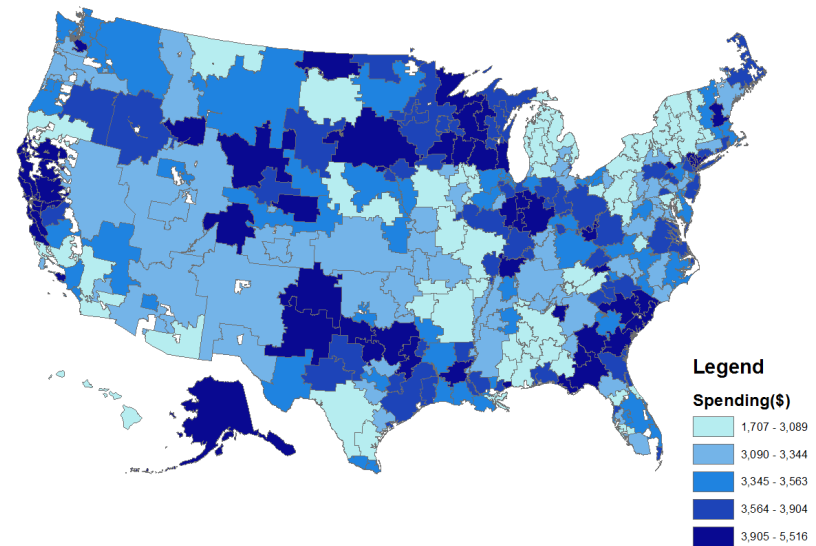 Legend
Spending($)
1,707 - 3,089
3,090 - 3,344
3,345 - 3,563
3,564 - 3,904
3,905 - 5,516